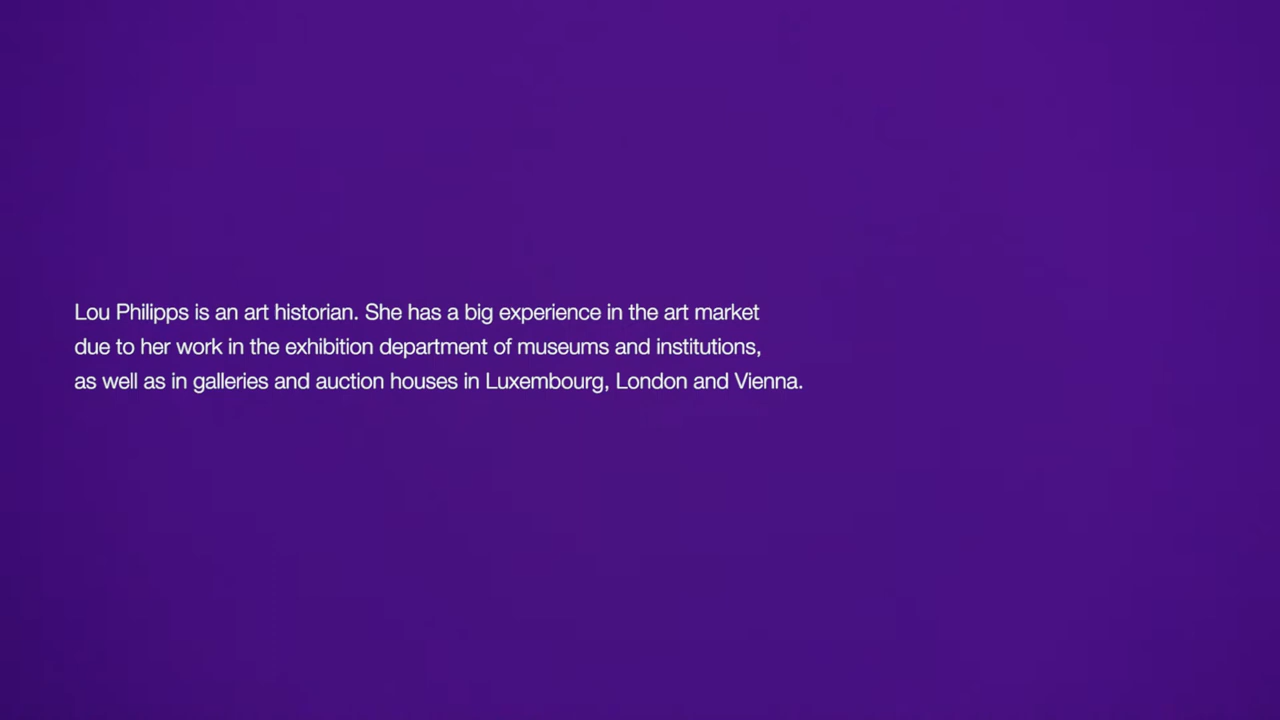 Lou Philipps is an art historian. She has a big experience in the art market
due to her work in the exhibition department of museums and institutions,
as well as in galleries and auction houses in Luxembourg, London and Vienna.